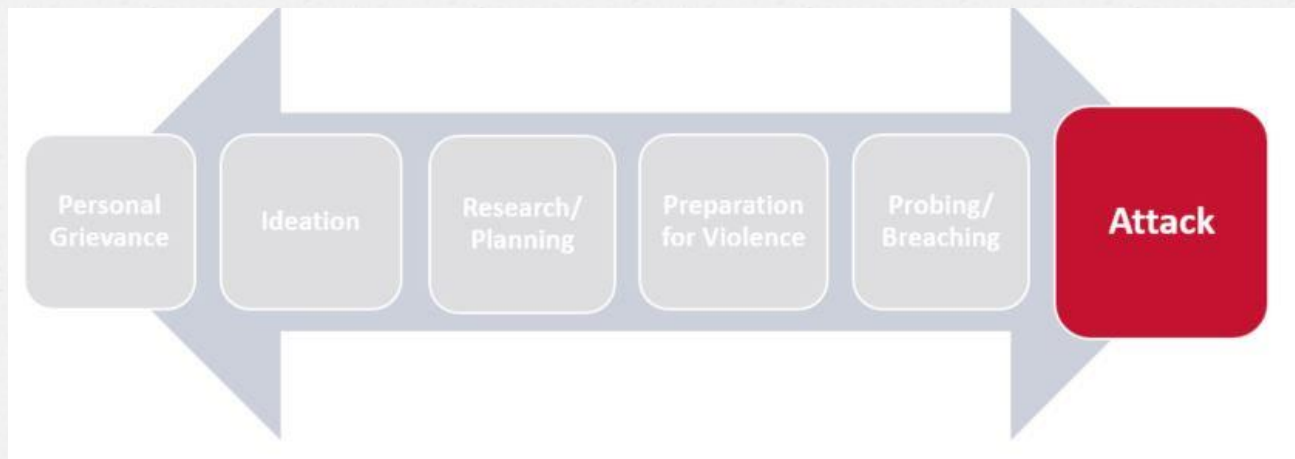 Personal
Grievance
Ideation
Research/
Planning
Preparation
for Violence
Probing/
Breaching
Attack